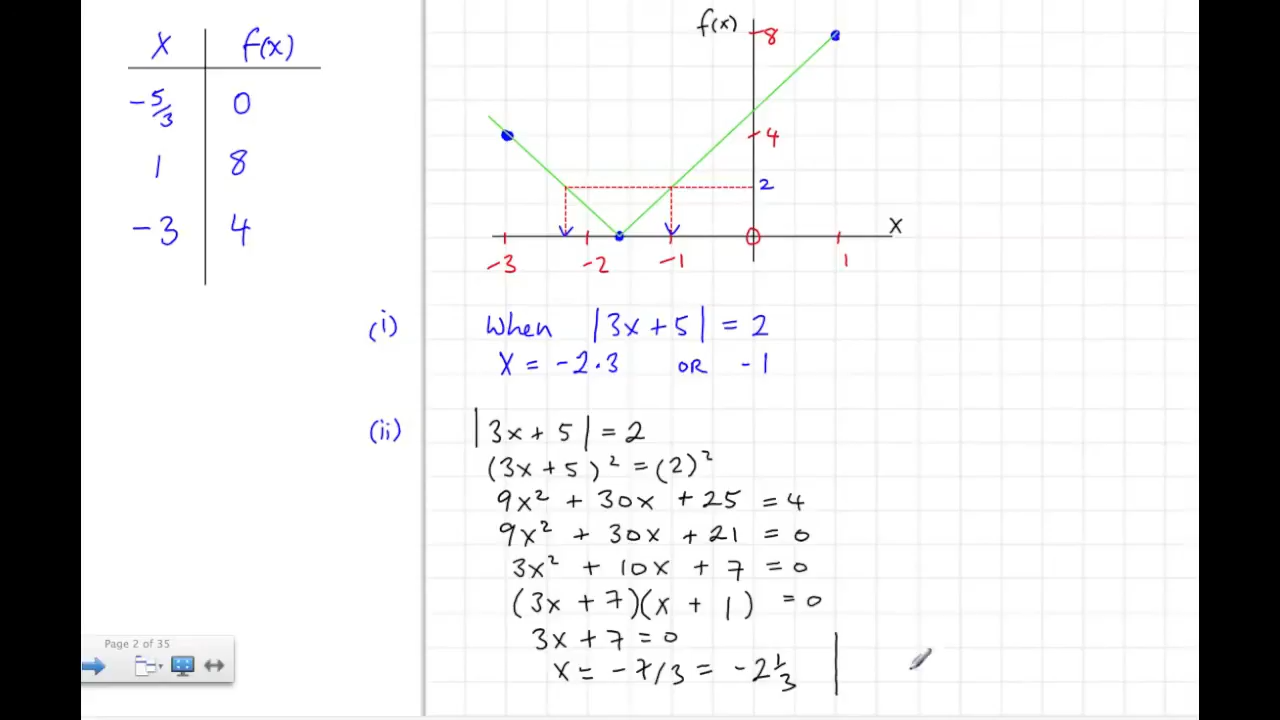 x f(x)
-5/3 0
1 8
-3 4
f(x)
8
4
2
x
-3 -2 -1 0 1
(i) When |3x + 5| = 2
x = -2·3 OR -1
(ii) |3x + 5| = 2
(3x + 5)² = (2)²
9x² + 30x + 25 = 4
9x² + 30x + 21 = 0
3x² + 10x + 7 = 0
(3x + 7)(x + 1) = 0
3x + 7 = 0
x = -7/3 = -2 1/3
Page 2 of 35